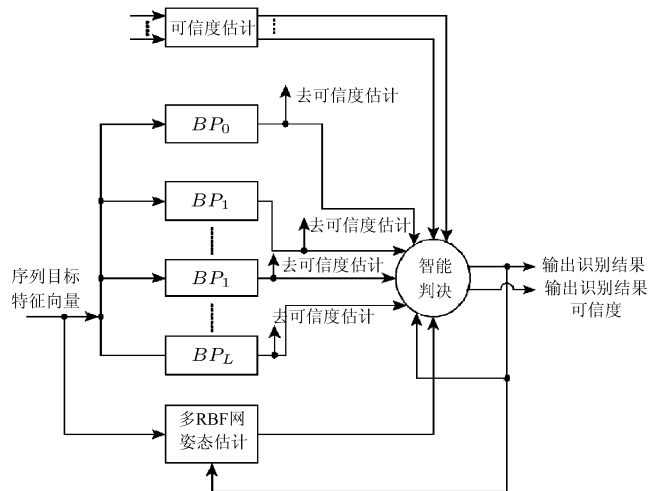 可信度估计
去可信度估计
BP0
BP1
去可信度估计
序列目标
特征向量
BP1
去可信度估计
智能
判决
输出识别结果
输出识别结果
可信度
去可信度估计
BPL
多RBF网
姿态估计